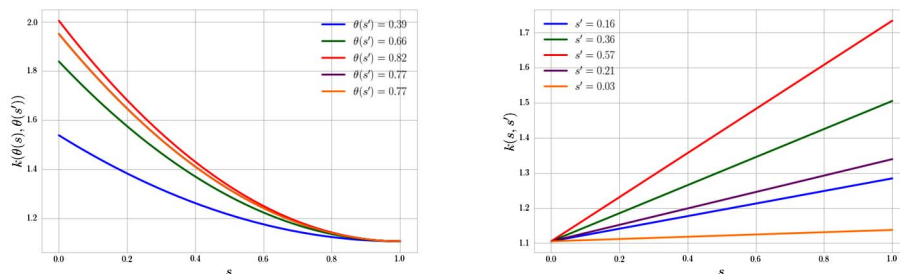 2.0
1.8
1.6
1.4
1.2
k(θ(s), θ(s′))
θ(s′) = 0.39
θ(s′) = 0.66
θ(s′) = 0.82
θ(s′) = 0.77
θ(s′) = 0.77
0.0 0.2 0.4 0.6 0.8 1.0
s
1.7
1.6
1.5
1.4
1.3
1.2
1.1
k(s, s′)
s′ = 0.16
s′ = 0.36
s′ = 0.57
s′ = 0.21
s′ = 0.03
0.0 0.2 0.4 0.6 0.8 1.0
s